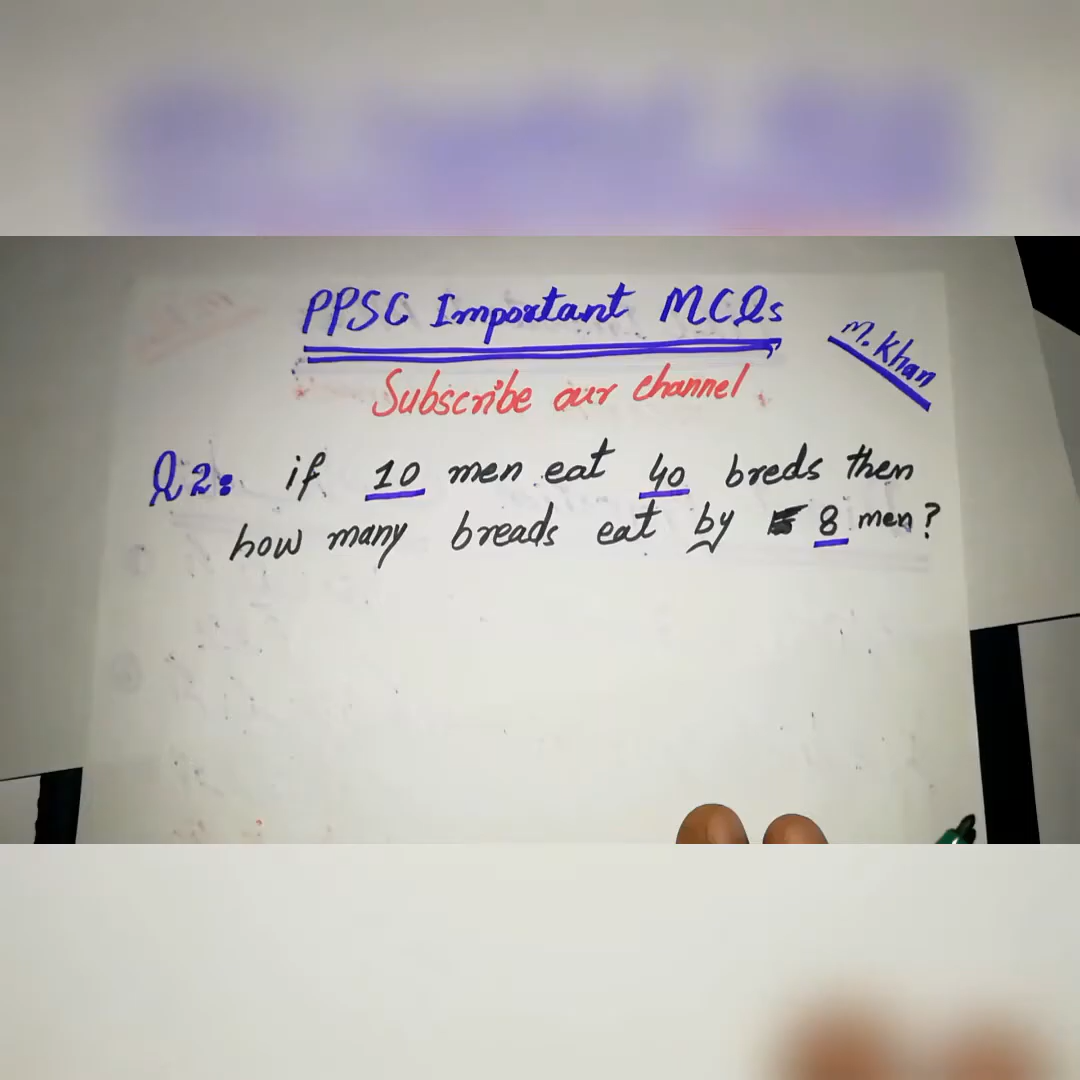 PPSC Important MCQs
M. Khan
Subscribe our channel
Q2: if 10 men eat 40 breds then
how many breads eat by 8 men?